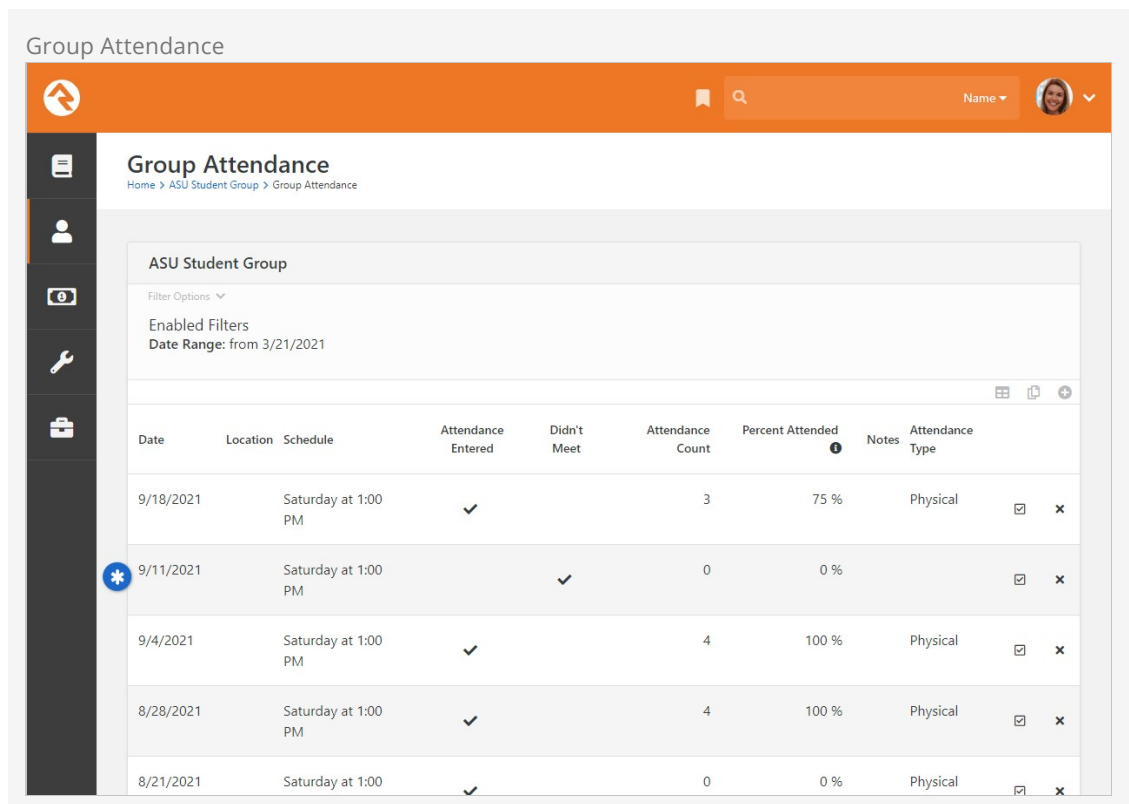 Group Attendance
Name
Group Attendance
Home > ASU Student Group > Group Attendance
ASU Student Group
Filter Options
Enabled Filters
Date Range: from 3/21/2021
Date Location Schedule Attendance Entered Didn't Meet Attendance Count Percent Attended Notes Attendance Type
9/18/2021 Saturday at 1:00 PM 3 75 % Physical
9/11/2021 Saturday at 1:00 PM 0 0 %
9/4/2021 Saturday at 1:00 PM 4 100 % Physical
8/28/2021 Saturday at 1:00 PM 4 100 % Physical
8/21/2021 Saturday at 1:00 0 0 % Physical